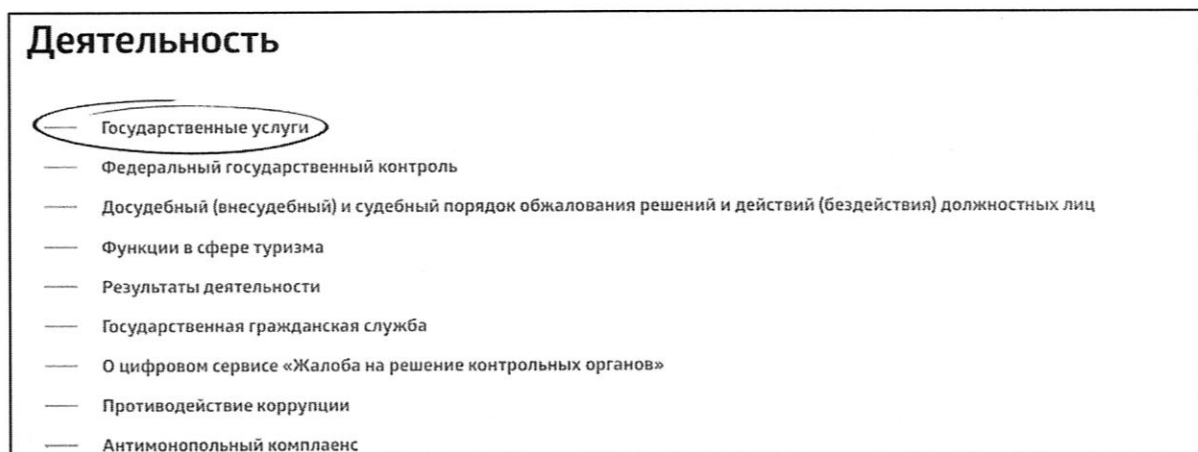 Деятельность
Государственные услуги
Федеральный государственный контроль
Досудебный (внесудебный) и судебный порядок обжалования решений и действий (бездействия) должностных лиц
Функции в сфере туризма
Результаты деятельности
Государственная гражданская служба
О цифровом сервисе «Жалоба на решение контрольных органов»
Противодействие коррупции
Антимонопольный комплаенс